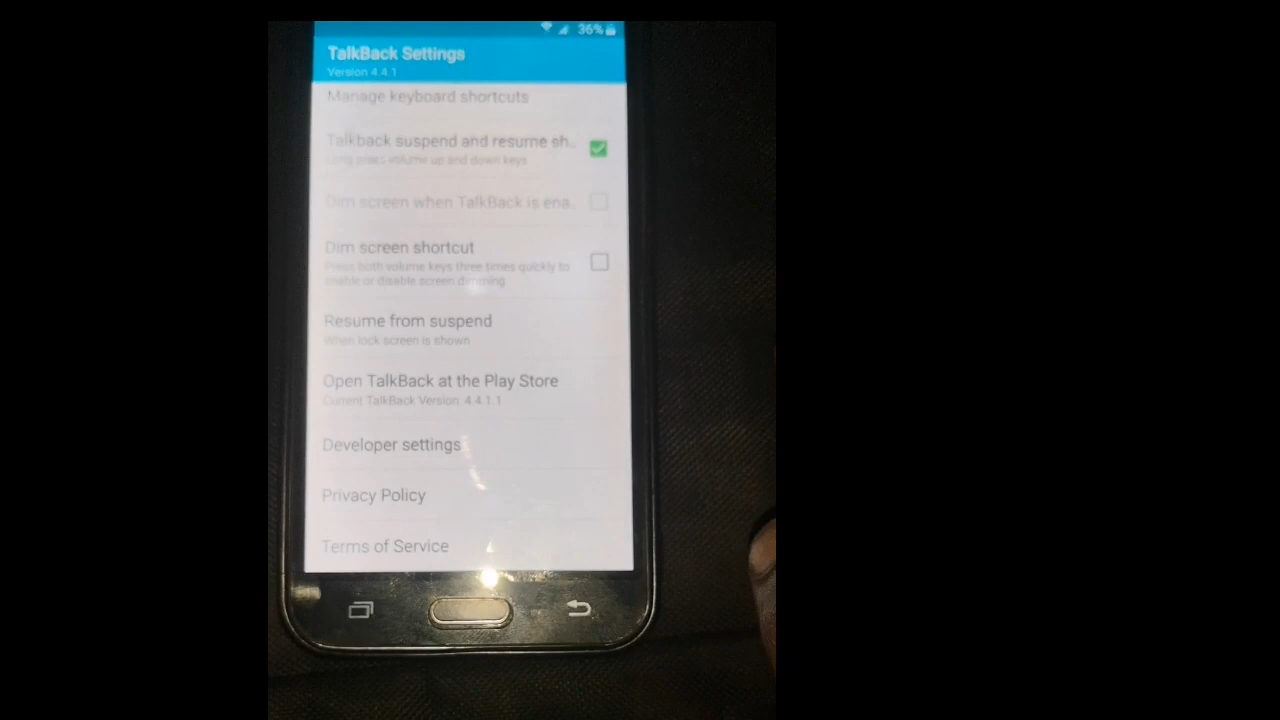 36%
TalkBack Settings
Version 4.4.1
Manage keyboard shortcuts
Talkback suspend and resume sh..
Long press volume up and down keys
Dim screen when TalkBack is ena..
Dim screen shortcut
Press both volume keys three times quickly to
enable or disable screen dimming
Resume from suspend
When lock screen is shown
Open TalkBack at the Play Store
Current TalkBack Version: 4.4.1.1
Developer settings
Privacy Policy
Terms of Service